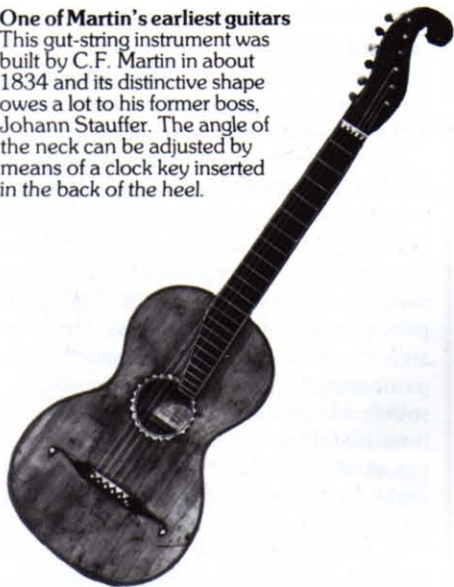 One of Martin's earliest guitars
This gut-string instrument was
built by C.F. Martin in about
1834 and its distinctive shape
owes a lot to his former boss,
Johann Stauffer. The angle of
the neck can be adjusted by
means of a clock key inserted
in the back of the heel.